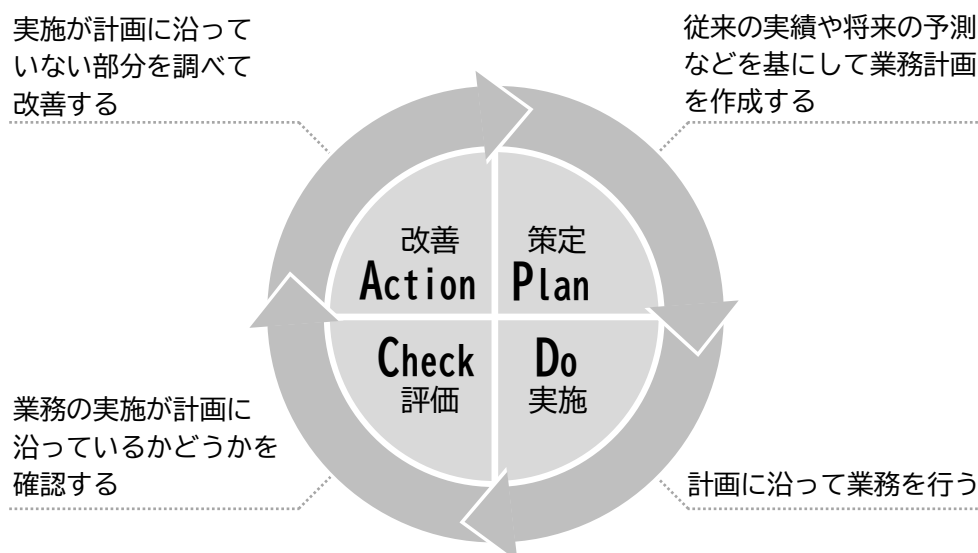 実施が計画に沿って
いない部分を調べて
改善する
従来の実績や将来の予測
などを基にして業務計画
を作成する
改善
Action
策定
Plan
Check
評価
Do
実施
業務の実施が計画に
沿っているかどうかを
確認する
計画に沿って業務を行う